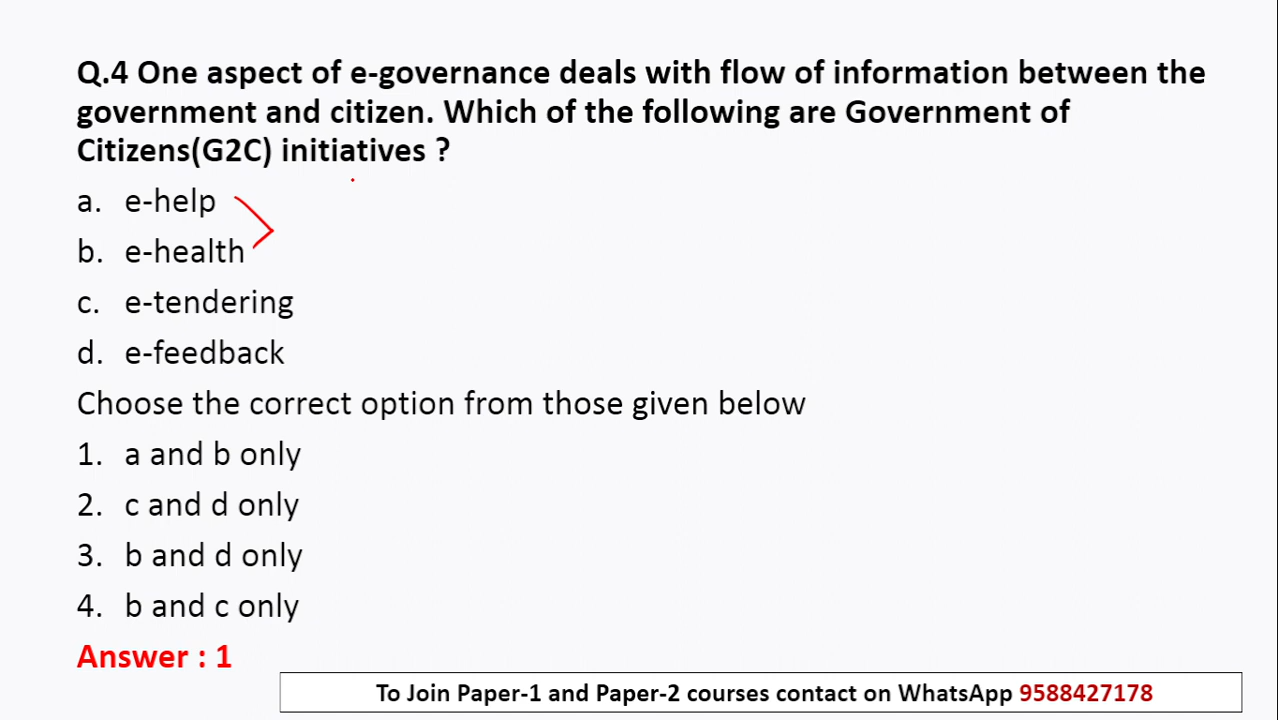 Q.4 One aspect of e-governance deals with flow of information between the
government and citizen. Which of the following are Government of
Citizens(G2C) initiatives ?
a. e-help
b. e-health
c. e-tendering
d. e-feedback
Choose the correct option from those given below
1. a and b only
2. c and d only
3. b and d only
4. b and c only
Answer : 1
To Join Paper-1 and Paper-2 courses contact on WhatsApp 9588427178